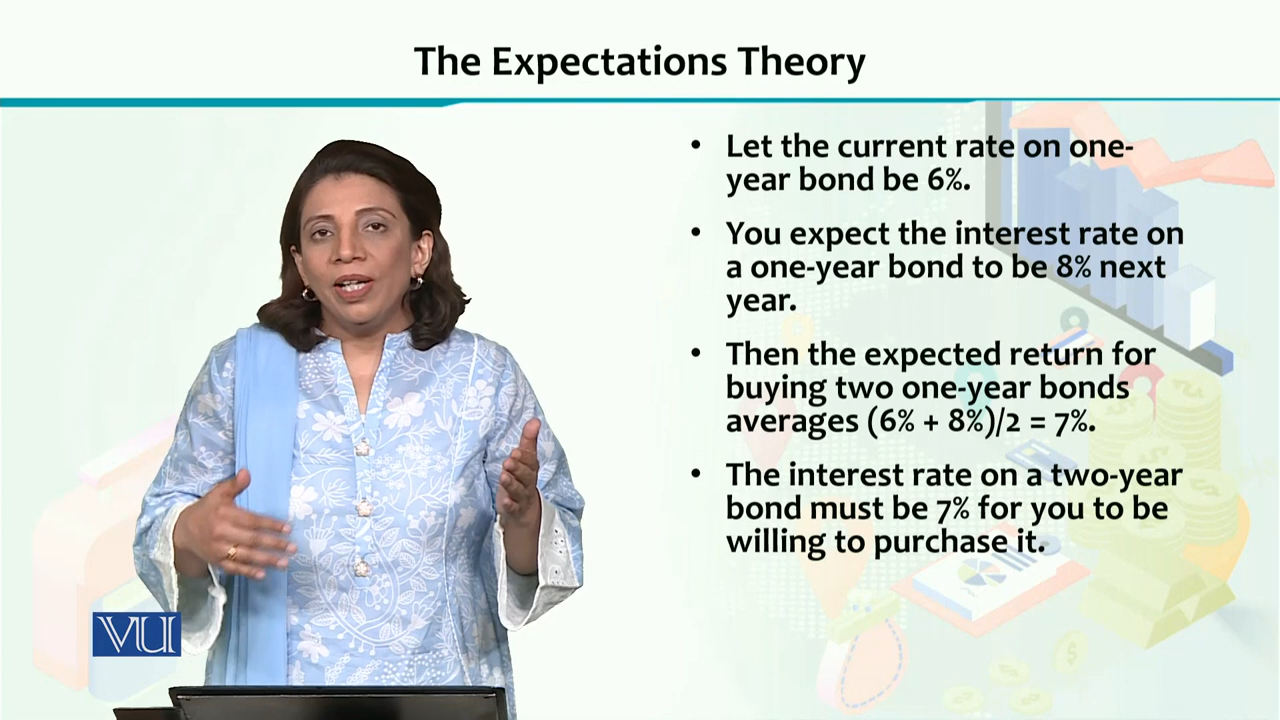 The Expectations Theory
• Let the current rate on one-
year bond be 6%.
• You expect the interest rate on
a one-year bond to be 8% next
year.
• Then the expected return for
buying two one-year bonds
averages (6% + 8%)/2 = 7%.
• The interest rate on a two-year
bond must be 7% for you to be
willing to purchase it.
VU